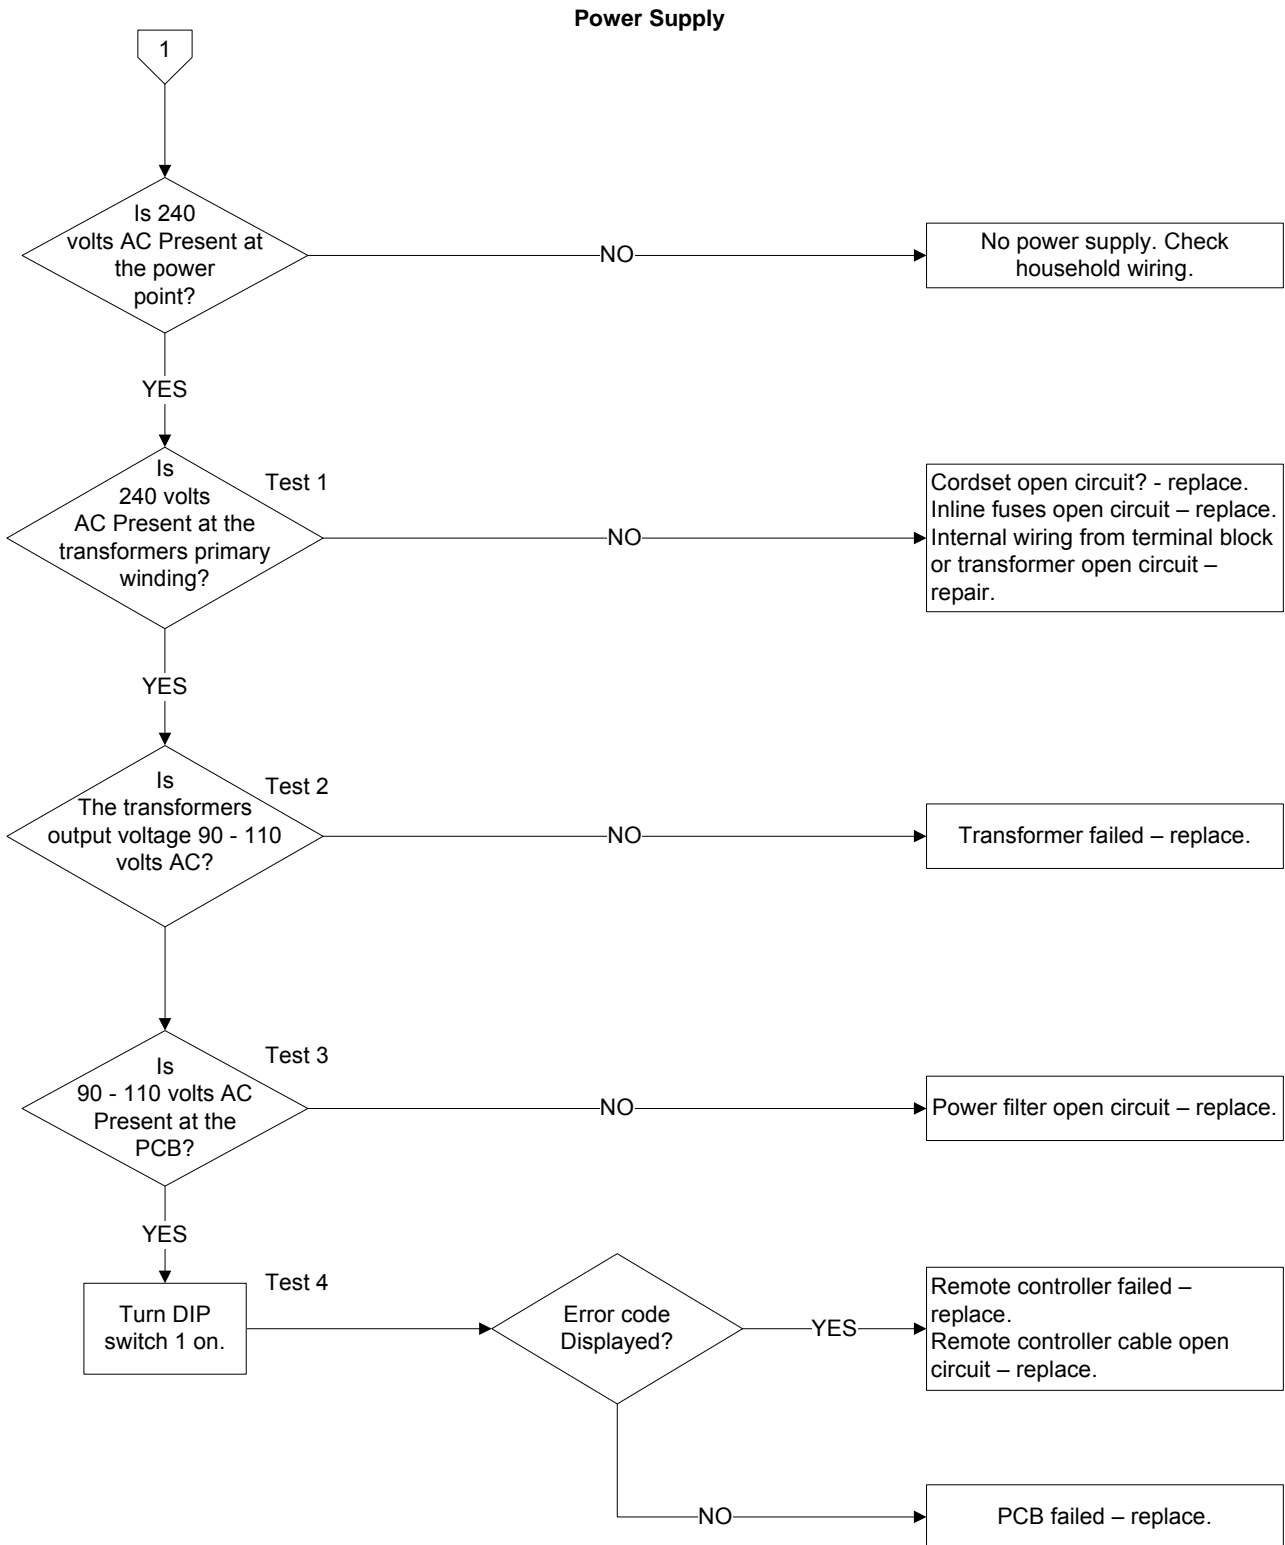 Power Supply
1
Is 240
volts AC Present at
the power
point?
NO
No power supply. Check
household wiring.
YES
Is
240 volts
AC Present at the
transformers primary
winding?
Test 1
NO
Cordset open circuit? - replace.
Inline fuses open circuit – replace.
Internal wiring from terminal block
or transformer open circuit –
repair.
YES
Is
The transformers
output voltage 90 - 110
volts AC?
Test 2
NO
Transformer failed – replace.
Is
90 - 110 volts AC
Present at the
PCB?
Test 3
NO
Power filter open circuit – replace.
YES
Turn DIP
switch 1 on.
Test 4
Error code
Displayed?
YES
Remote controller failed –
replace.
Remote controller cable open
circuit – replace.
NO
PCB failed – replace.